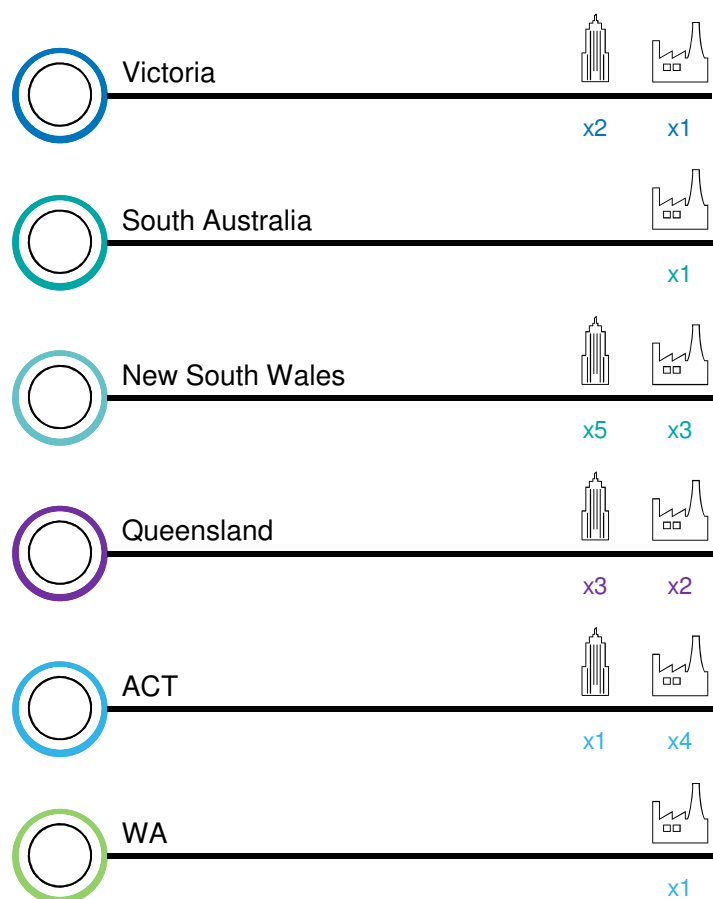 Victoria
x2 x1
South Australia
x1
New South Wales
x5 x3
Queensland
x3 x2
ACT
x1 x4
WA
x1